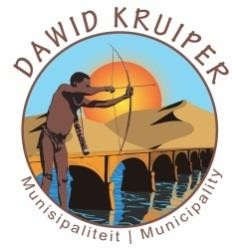 DAWID KRUIPER
Munisipaliteit | Municipality